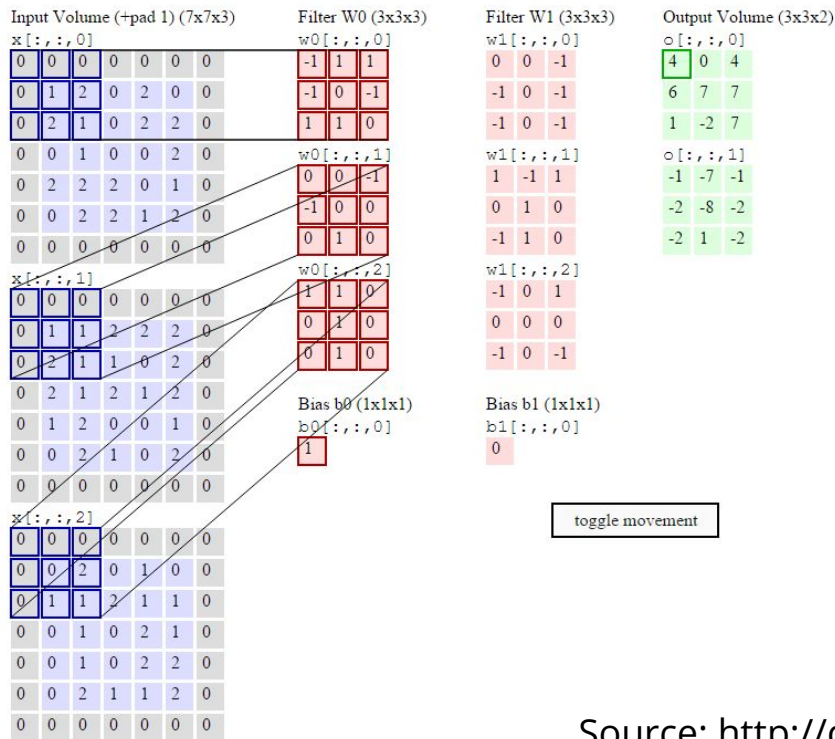 Input Volume (+pad 1) (7x7x3)
x[:,:,0]
0 0 0 0 0 0 0
0 1 2 0 2 0 0
0 2 1 0 2 2 0
0 0 1 0 0 2 0
0 2 2 2 0 1 0
0 0 2 2 1 2 0
0 0 0 0 0 0 0
x[:,:,1]
0 0 0 0 0 0 0
0 1 1 2 2 2 0
0 2 1 1 0 2 0
0 2 1 2 1 2 0
0 1 2 0 0 1 0
0 0 2 1 0 2 0
0 0 0 0 0 0 0
x[:,:,2]
0 0 0 0 0 0 0
0 0 2 0 1 0 0
0 1 1 2 1 1 0
0 0 1 0 2 1 0
0 0 1 0 2 2 0
0 0 2 1 1 2 0
0 0 0 0 0 0 0
Filter W0 (3x3x3)
w0[:,:,0]
-1 1 1
-1 0 -1
1 1 0
w0[:,:,1]
0 0 -1
-1 0 0
0 1 0
w0[:,:,2]
1 1 0
0 1 0
0 1 0
Bias b0 (1x1x1)
b0[:,:,0]
1
Filter W1 (3x3x3)
w1[:,:,0]
0 0 -1
-1 0 -1
-1 0 -1
w1[:,:,1]
1 -1 1
0 1 0
-1 1 0
w1[:,:,2]
-1 0 1
0 0 0
-1 0 -1
Bias b1 (1x1x1)
b1[:,:,0]
0
Output Volume (3x3x2)
o[:,:,0]
4 0 4
6 7 7
1 -2 7
o[:,:,1]
-1 -7 -1
-2 -8 -2
-2 1 -2
toggle movement
Source: http://